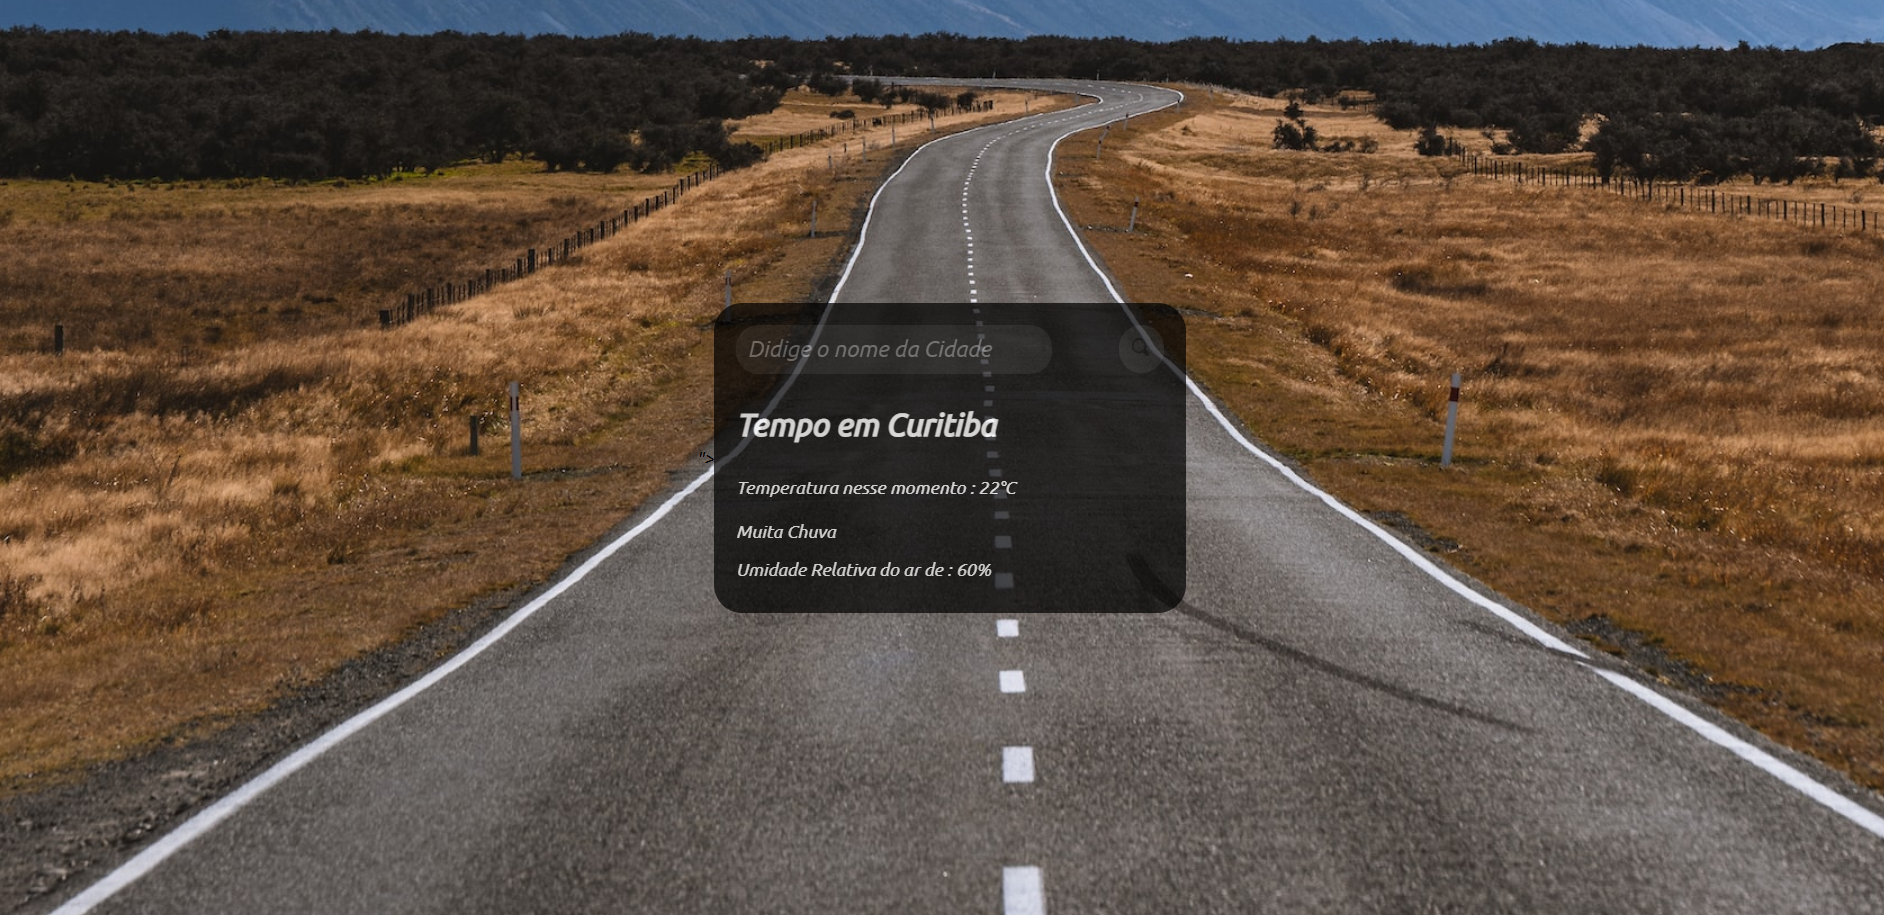 Didige o nome da Cidade
Tempo em Curitiba
">
Temperatura nesse momento : 22°C
Muita Chuva
Umidade Relativa do ar de : 60%